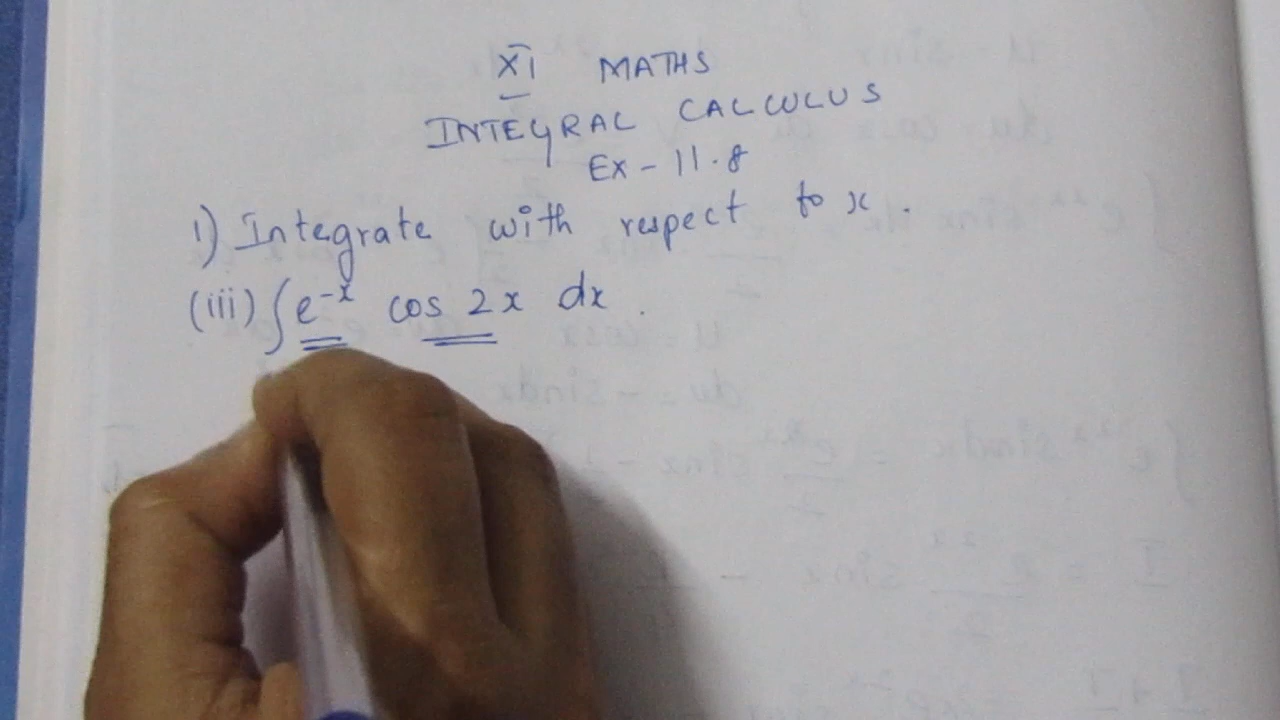 XI MATHS
INTEGRAL CALCULUS
Ex - 11.8
1) Integrate with respect to x.
(iii) ∫e^-x cos 2x dx.